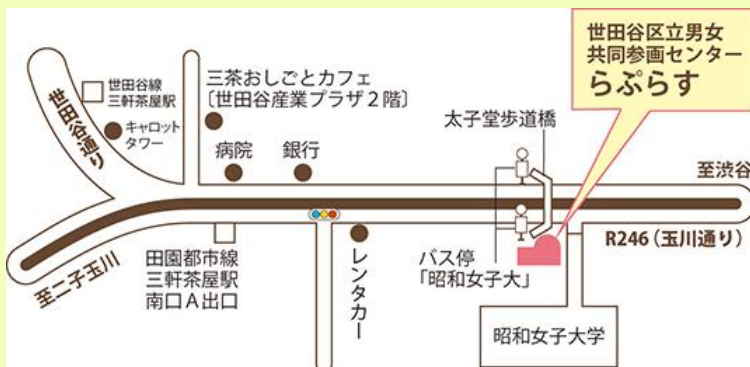 世田谷区立男女
共同参画センター
らぷらす
世田谷線
三軒茶屋駅
世田谷通り
キャロット
タワー
三茶おしごとカフェ
〔世田谷産業プラザ2階〕
病院
銀行
太子堂歩道橋
至渋谷
R246(玉川通り)
至二子玉川
田園都市線
三軒茶屋駅
南口A出口
レンタカー
バス停
「昭和女子大」
昭和女子大学